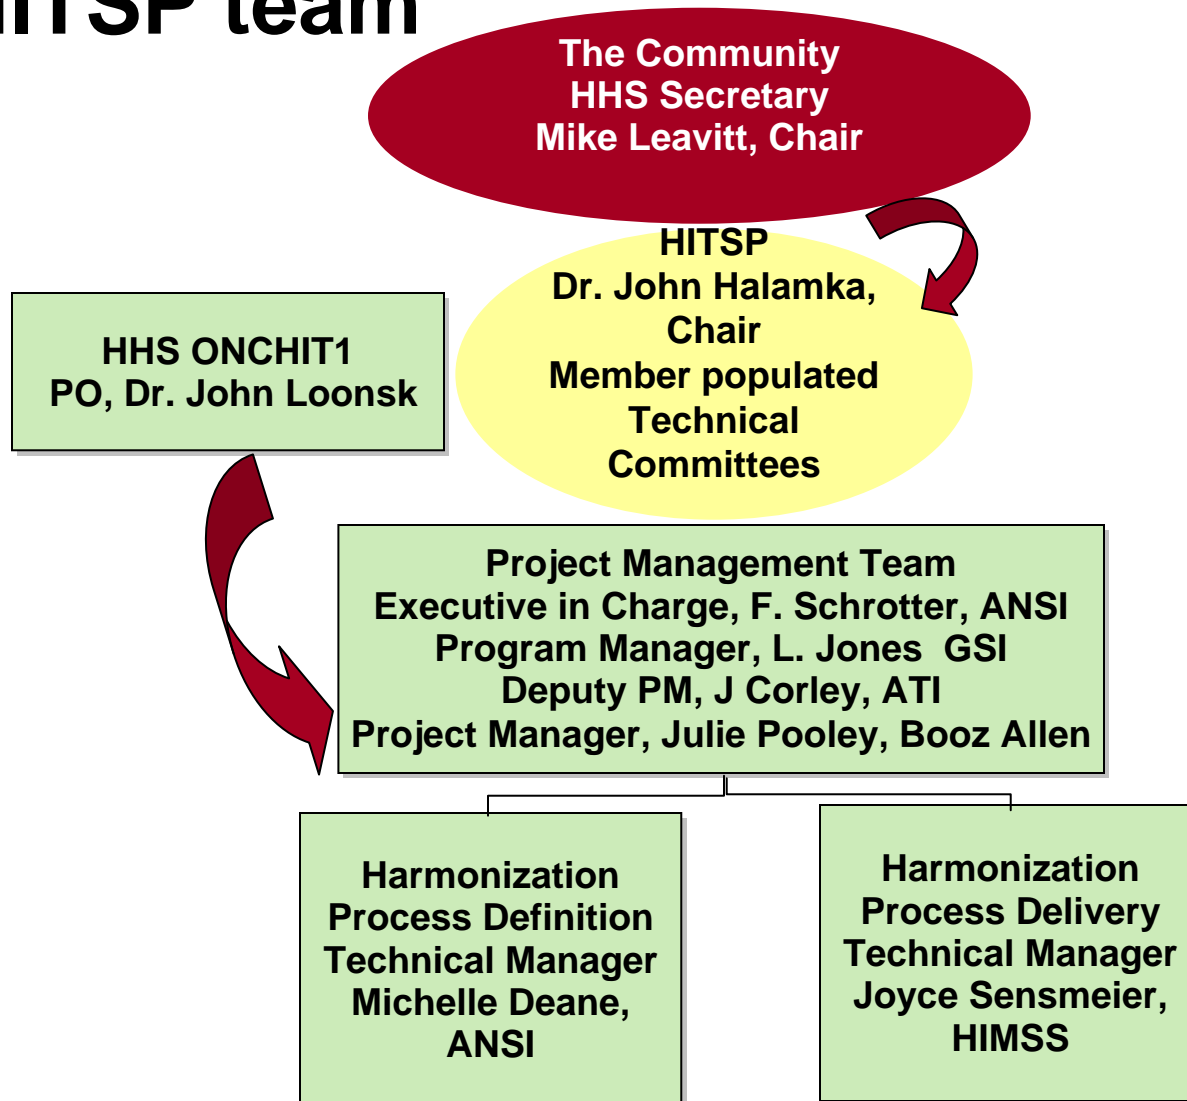 HITSP team
The Community
HHS Secretary
Mike Leavitt, Chair
HITSP
Dr. John Halamka,
Chair
Member populated
Technical
Committees
HHS ONCHIT1
PO, Dr. John Loonsk
Project Management Team
Executive in Charge, F. Schrotter, ANSI
Program Manager, L. Jones  GSI
Deputy PM, J Corley, ATI
Project Manager, Julie Pooley, Booz Allen
Harmonization
Process Definition
Technical Manager
Michelle Deane,
ANSI
Harmonization
Process Delivery
Technical Manager
Joyce Sensmeier,
HIMSS